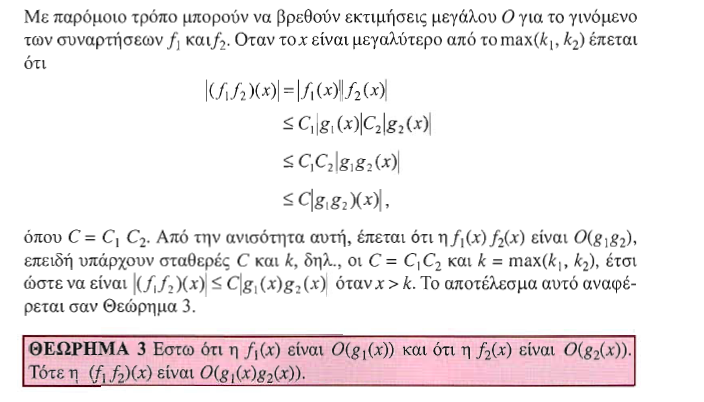 Με παρόμοιο τρόπο μπορούν να βρεθούν εκτιμήσεις μεγάλου O για το γινόμενο
των συναρτήσεων f₁ και f₂. Οταν το x είναι μεγαλύτερο από το max(k₁, k₂) έπεται
ότι
|(f₁f₂)(x)| = |f₁(x)||f₂(x)|
≤ C₁|g₁(x)|C₂|g₂(x)|
≤ C₁C₂|g₁g₂(x)|
≤ C|g₁g₂)(x)|,
όπου C = C₁ C₂. Από την ανισότητα αυτή, έπεται ότι η f₁(x) f₂(x) είναι O(g₁g₂),
επειδή υπάρχουν σταθερές C και k, δηλ., οι C = C₁C₂ και k = max(k₁, k₂), έτσι
ώστε να είναι |(f₁f₂)(x)| ≤ C|g₁(x)g₂(x)| όταν x > k. Το αποτέλεσμα αυτό αναφέ-
ρεται σαν Θεώρημα 3.
ΘΕΩΡΗΜΑ 3 Εστω ότι η f₁(x) είναι O(g₁(x)) και ότι η f₂(x) είναι O(g₂(x)).
Τότε η (f₁f₂)(x) είναι O(g₁(x)g₂(x)).